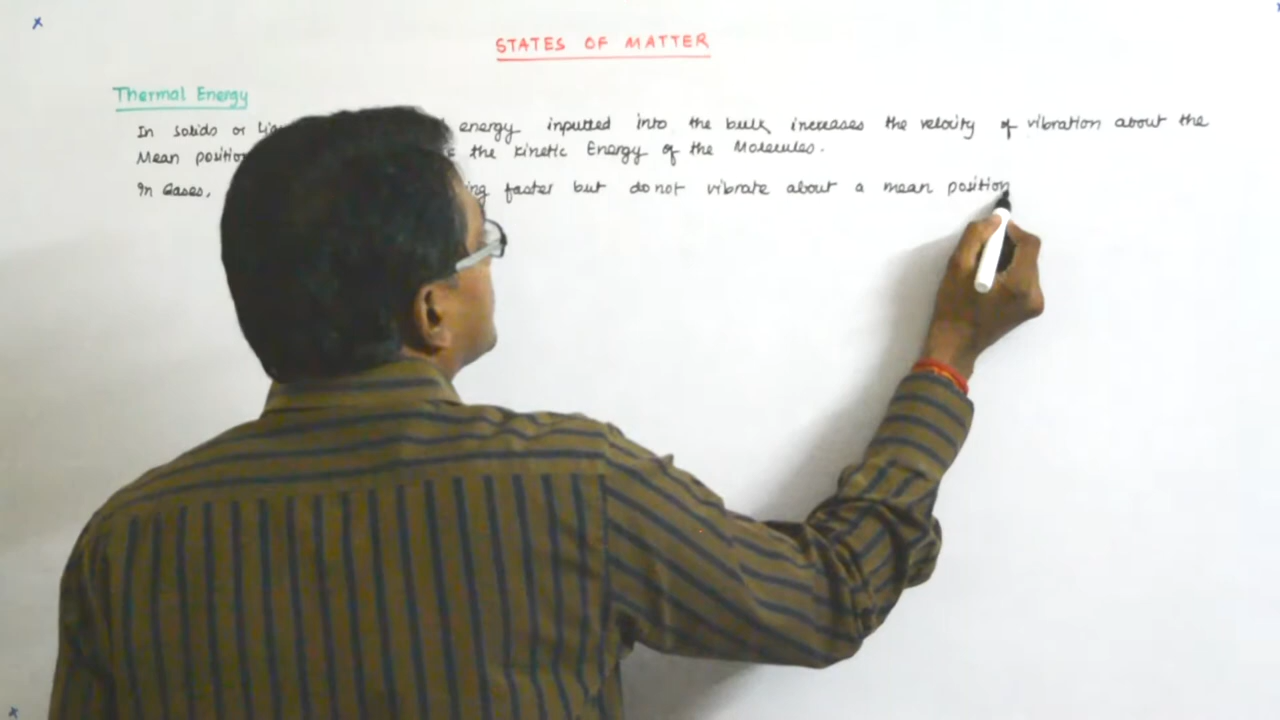 STATES OF MATTER
Thermal Energy
In Solids or energy inputted into the bulk increases the velocity of vibration about the
Mean position the kinetic Energy of the Molecules.
In Gases, faster but do not vibrate about a mean position